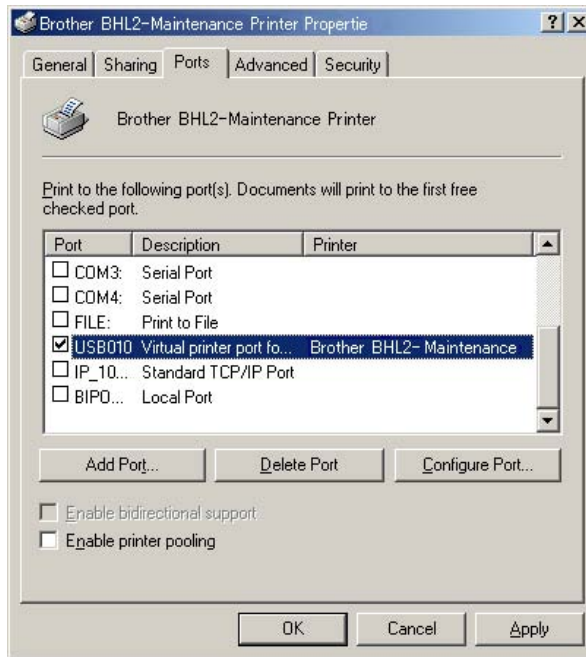 Brother BHL2-Maintenance Printer Propertie
? ×
General Sharing Ports Advanced Security
Brother BHL2-Maintenance Printer
Print to the following port(s). Documents will print to the first free
checked port.
Port Description Printer
COM3: Serial Port
COM4: Serial Port
FILE: Print to File
USB010 Virtual printer port fo... Brother BHL2- Maintenance
IP_10... Standard TCP/IP Port
BIPO... Local Port
Add Port... Delete Port Configure Port...
Enable bidirectional support
Enable printer pooling
OK Cancel Apply